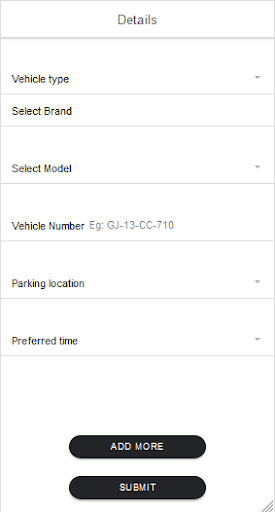 Details
Vehicle type
Select Brand
Select Model
Vehicle Number Eg: GJ-13-CC-710
Parking location
Preferred time
ADD MORE
SUBMIT